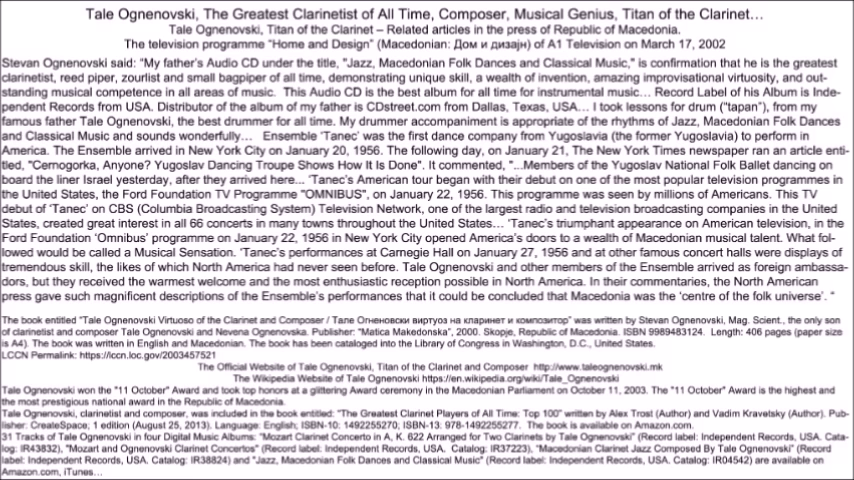 Tale Ognenovski, The Greatest Clarinetist of All Time, Composer, Musical Genius, Titan of the Clarinet…
Tale Ognenovski, Titan of the Clarinet – Related articles in the press of Republic of Macedonia.
The television programme “Home and Design” (Macedonian: Дом и дизајн) of A1 Television on March 17, 2002
Stevan Ognenovski said: “My father's Audio CD under the title, "Jazz, Macedonian Folk Dances and Classical Music," is confirmation that he is the greatest
clarinetist, reed piper, zourlist and small bagpiper of all time, demonstrating unique skill, a wealth of invention, amazing improvisational virtuosity, and out-
standing musical competence in all areas of music.  This Audio CD is the best album for all time for instrumental music… Record Label of his Album is Inde-
pendent Records from USA. Distributor of the album of my father is CDstreet.com from Dallas, Texas, USA… I took lessons for drum (“tapan”), from my
famous father Tale Ognenovski, the best drummer for all time. My drummer accompaniment is appropriate of the rhythms of Jazz, Macedonian Folk Dances
and Classical Music and sounds wonderfully…   Ensemble 'Tanec' was the first dance company from Yugoslavia (the former Yugoslavia) to perform in
America. The Ensemble arrived in New York City on January 20, 1956. The following day, on January 21, The New York Times newspaper ran an article enti-
tled, "Cernogorka, Anyone? Yugoslav Dancing Troupe Shows How It Is Done". It commented, "...Members of the Yugoslav National Folk Ballet dancing on
board the liner Israel yesterday, after they arrived here... 'Tanec's American tour began with their debut on one of the most popular television programmes in
the United States, the Ford Foundation TV Programme "OMNIBUS", on January 22, 1956. This programme was seen by millions of Americans. This TV
debut of 'Tanec' on CBS (Columbia Broadcasting System) Television Network, one of the largest radio and television broadcasting companies in the United
States, created great interest in all 66 concerts in many towns throughout the United States… 'Tanec's triumphant appearance on American television, in the
Ford Foundation 'Omnibus' programme on January 22, 1956 in New York City opened America's doors to a wealth of Macedonian musical talent. What fol-
lowed would be called a Musical Sensation. 'Tanec's performances at Carnegie Hall on January 27, 1956 and at other famous concert halls were displays of
tremendous skill, the likes of which North America had never seen before. Tale Ognenovski and other members of the Ensemble arrived as foreign ambassa-
dors, but they received the warmest welcome and the most enthusiastic reception possible in North America. In their commentaries, the North American
press gave such magnificent descriptions of the Ensemble's performances that it could be concluded that Macedonia was the 'centre of the folk universe'. “
The book entitled “Tale Ognenovski Virtuoso of the Clarinet and Composer / Тале Огненовски виртуоз на кларинет и композитор” was written by Stevan Ognenovski, Mag. Scient., the only son
of clarinetist and composer Tale Ognenovski and Nevena Ognenovska. Publisher: “Matica Makedonska”, 2000. Skopje, Republic of Macedonia. ISBN 9989483124.  Length: 406 pages (paper size
is A4). The book was written in English and Macedonian. The book has been cataloged into the Library of Congress in Washington, D.C., United States.
LCCN Permalink: https://lccn.loc.gov/2003457521
The Official Website of Tale Ognenovski, Titan of the Clarinet and Composer  http://www.taleognenovski.mk
The Wikipedia Website of Tale Ognenovski https://en.wikipedia.org/wiki/Tale_Ognenovski
Tale Ognenovski won the "11 October" Award and took top honors at a glittering Award ceremony in the Macedonian Parliament on October 11, 2003. The "11 October" Award is the highest and
the most prestigious national award in the Republic of Macedonia.
Tale Ognenovski, clarinetist and composer, was included in the book entitled: “The Greatest Clarinet Players of All Time: Top 100” written by Alex Trost (Author) and Vadim Kravetsky (Author). Pub-
lisher: CreateSpace; 1 edition (August 25, 2013). Language: English; ISBN-10: 1492255270; ISBN-13: 978-1492255277.  The book is available on Amazon.com.
31 Tracks of Tale Ognenovski in four Digital Music Albums: “Mozart Clarinet Concerto in A, K. 622 Arranged for Two Clarinets by Tale Ognenovski” (Record label: Independent Records, USA. Cata-
log: IR43832), “Mozart and Ognenovski Clarinet Concertos” (Record label: Independent Records, USA.  Catalog: IR37223), “Macedonian Clarinet Jazz Composed By Tale Ognenovski” (Record
label: Independent Records, USA. Catalog: IR38824) and “Jazz, Macedonian Folk Dances and Classical Music” (Record label: Independent Records, USA. Catalog: IR04542) are available on
Amazon.com, iTunes…